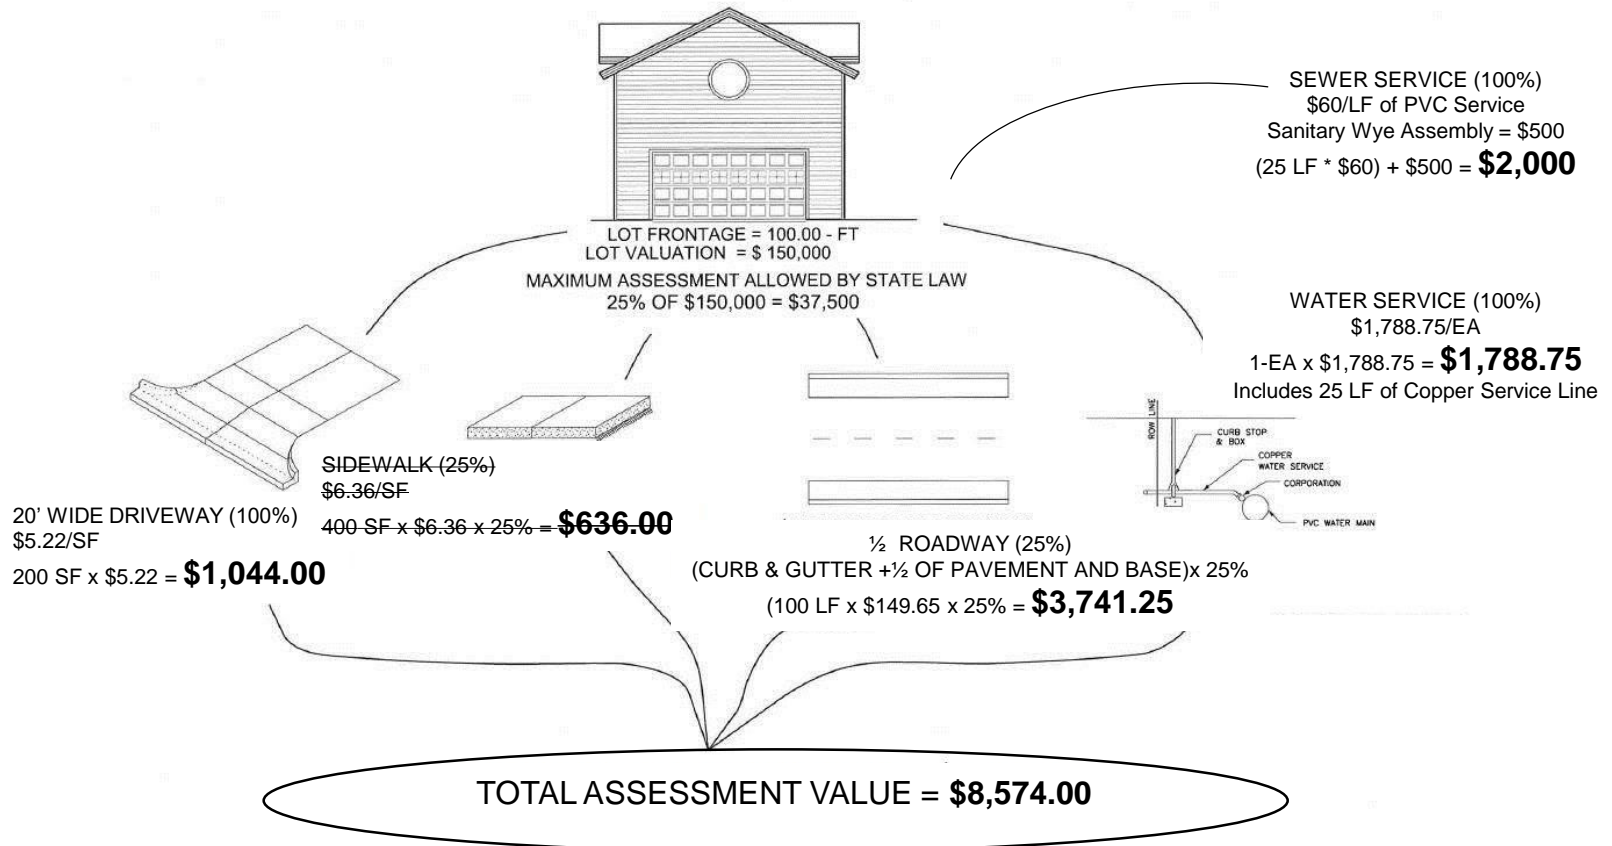 SEWER SERVICE (100%)
$60/LF of PVC Service
Sanitary Wye Assembly = $500
(25 LF * $60) + $500 = $2,000
LOT FRONTAGE = 100.00 - FT
LOT VALUATION = $ 150,000
MAXIMUM ASSESSMENT ALLOWED BY STATE LAW
25% OF $150,000 = $37,500
WATER SERVICE (100%)
$1,788.75/EA
1-EA x $1,788.75 = $1,788.75
Includes 25 LF of Copper Service Line
ROW LINE
CURB STOP
& BOX
COPPER
WATER SERVICE
CORPORATION
PVC WATER MAIN
SIDEWALK (25%)
$6.36/SF
400 SF x $6.36 x 25% = $636.00
20' WIDE DRIVEWAY (100%)
$5.22/SF
200 SF x $5.22 = $1,044.00
½ ROADWAY (25%)
(CURB & GUTTER +½ OF PAVEMENT AND BASE)x 25%
(100 LF x $149.65 x 25% = $3,741.25
TOTAL ASSESSMENT VALUE = $8,574.00